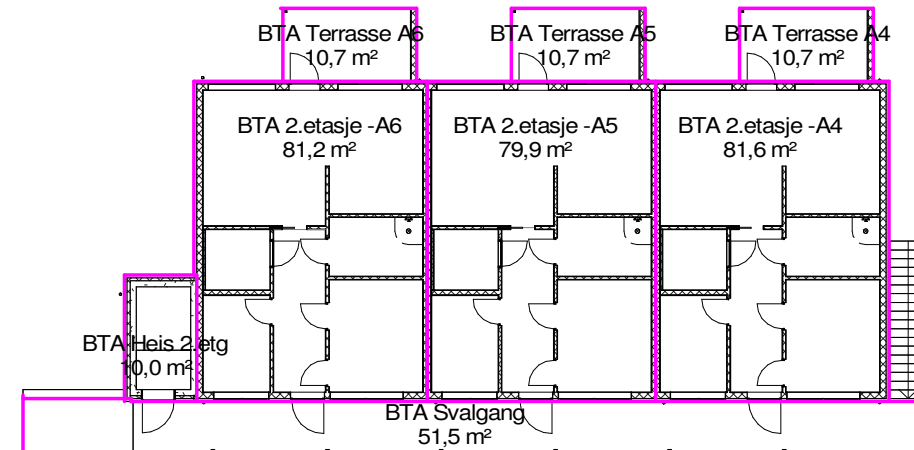 BTA Terrasse A6
10,7 m²
BTA Terrasse A5
10,7 m²
BTA Terrasse A4
10,7 m²
BTA 2.etasje -A6
81,2 m²
BTA 2.etasje -A5
79,9 m²
BTA 2.etasje -A4
81,6 m²
BTA Heis 2.etg
10,0 m²
BTA Svalgang
51,5 m²